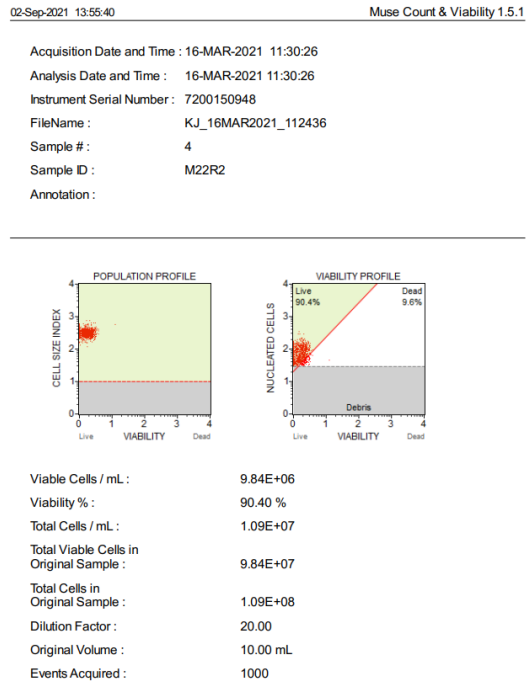 02-Sep-2021 13:55:40 Muse Count & Viability 1.5.1
Acquisition Date and Time : 16-MAR-2021 11:30:26
Analysis Date and Time : 16-MAR-2021 11:30:26
Instrument Serial Number : 7200150948
FileName : KJ_16MAR2021_112436
Sample # : 4
Sample ID : M22R2
Annotation :
POPULATION PROFILE
4
3
2
1
0
CELL SIZE INDEX
0 1 2 3 4
Live VIABILITY Dead
VIABILITY PROFILE
Live Dead
90.4% 9.6%
4
3
2
1
0
NUCLEATED CELLS
Debris
0 1 2 3 4
Live VIABILITY Dead
Viable Cells / mL : 9.84E+06
Viability % : 90.40 %
Total Cells / mL : 1.09E+07
Total Viable Cells in
Original Sample : 9.84E+07
Total Cells in
Original Sample : 1.09E+08
Dilution Factor : 20.00
Original Volume : 10.00 mL
Events Acquired : 1000